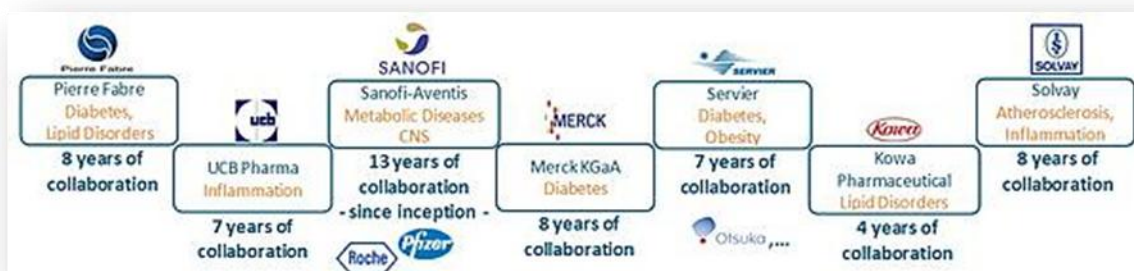 Pierre Fabre
Pierre Fabre
Diabetes,
Lipid Disorders
8 years of
collaboration
ucb
UCB Pharma
Inflammation
7 years of
collaboration
SANOFI
Sanofi-Aventis
Metabolic Diseases
CNS
13 years of
collaboration
- since inception -
Roche
Pfizer
MERCK
Merck KGaA
Diabetes
8 years of
collaboration
SERVIER
Servier
Diabetes,
Obesity
7 years of
collaboration
Otsuka,...
Kowa
Kowa
Pharmaceutical
Lipid Disorders
4 years of
collaboration
SOLVAY
Solvay
Atherosclerosis,
Inflammation
8 years of
collaboration